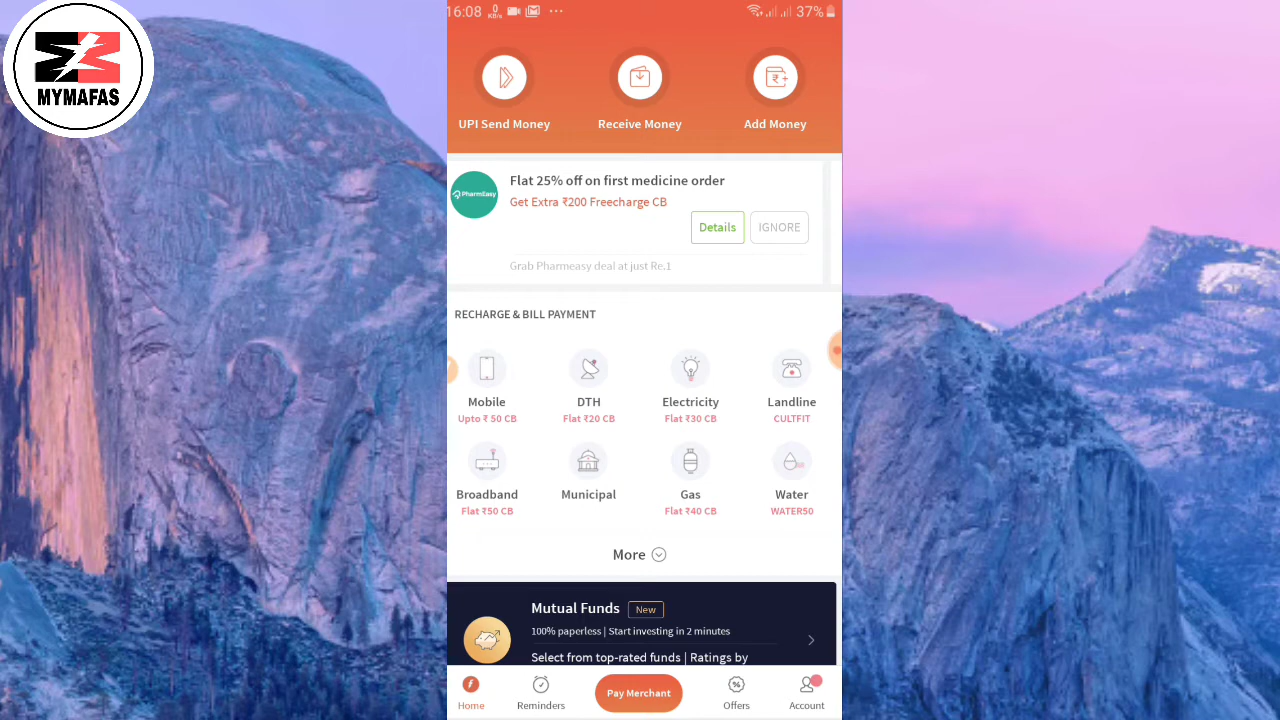 MYMAFAS
16:08 0 KB/s 37%
UPI Send Money Receive Money Add Money
PharmEasy
Flat 25% off on first medicine order
Get Extra ₹200 Freecharge CB
Details IGNORE
Grab Pharmeasy deal at just Re.1
RECHARGE & BILL PAYMENT
Mobile DTH Electricity Landline
Upto ₹ 50 CB Flat ₹20 CB Flat ₹30 CB CULTFIT
Broadband Municipal Gas Water
Flat ₹50 CB Flat ₹40 CB WATER50
More
Mutual Funds New
100% paperless | Start investing in 2 minutes
Select from top-rated funds | Ratings by
Pay Merchant
Home Reminders Offers Account